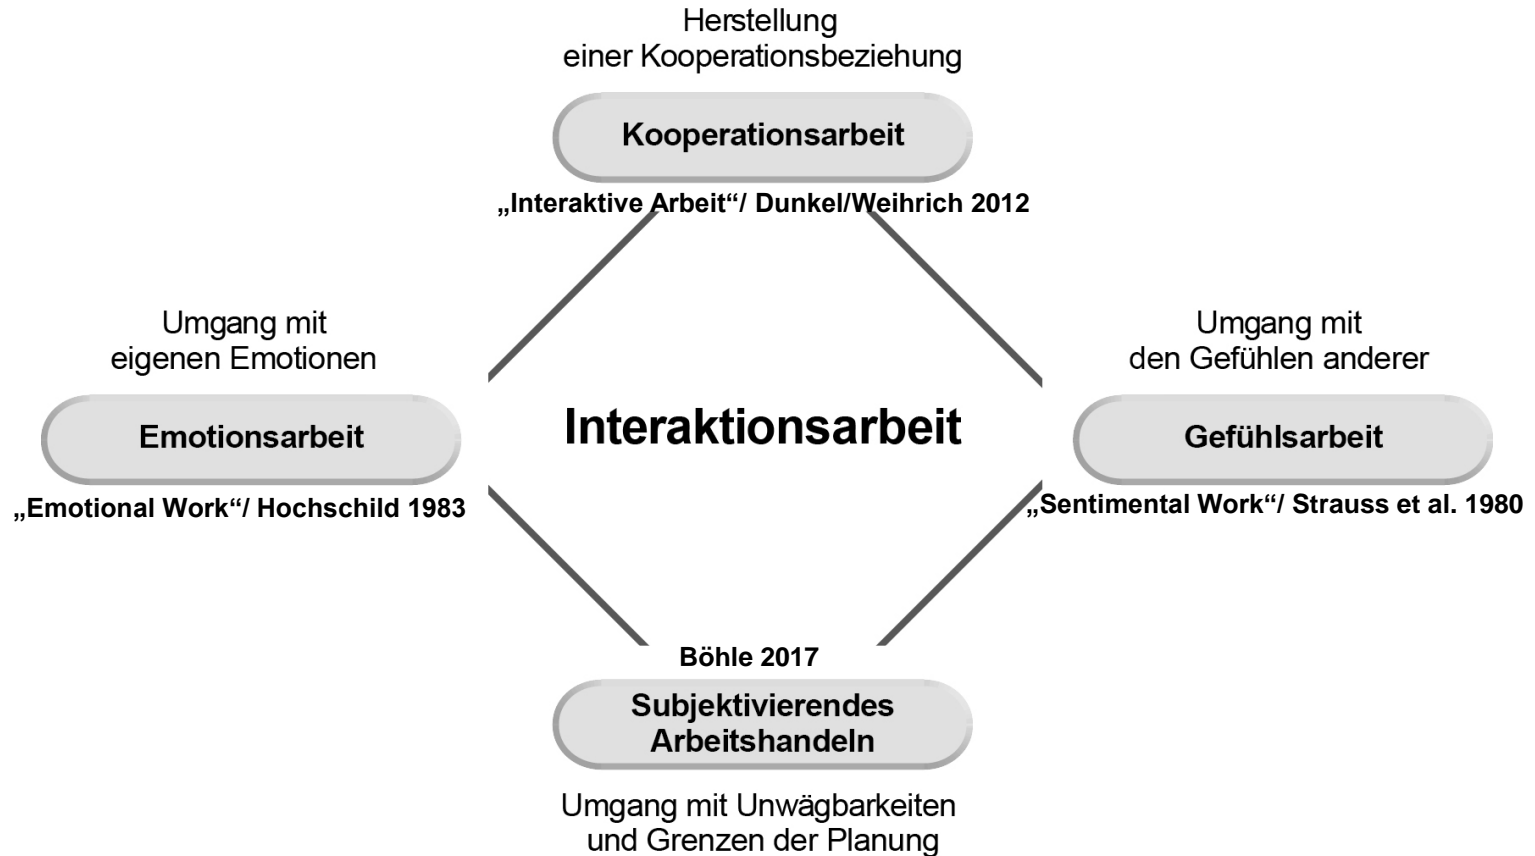 Herstellung
einer Kooperationsbeziehung
Kooperationsarbeit
„Interaktive Arbeit“/ Dunkel/Weihrich 2012
Umgang mit
eigenen Emotionen
Emotionsarbeit
„Emotional Work“/ Hochschild 1983
Interaktionsarbeit
Umgang mit
den Gefühlen anderer
Gefühlsarbeit
„Sentimental Work“/ Strauss et al. 1980
Böhle 2017
Subjektivierendes
Arbeitshandeln
Umgang mit Unwägbarkeiten
und Grenzen der Planung